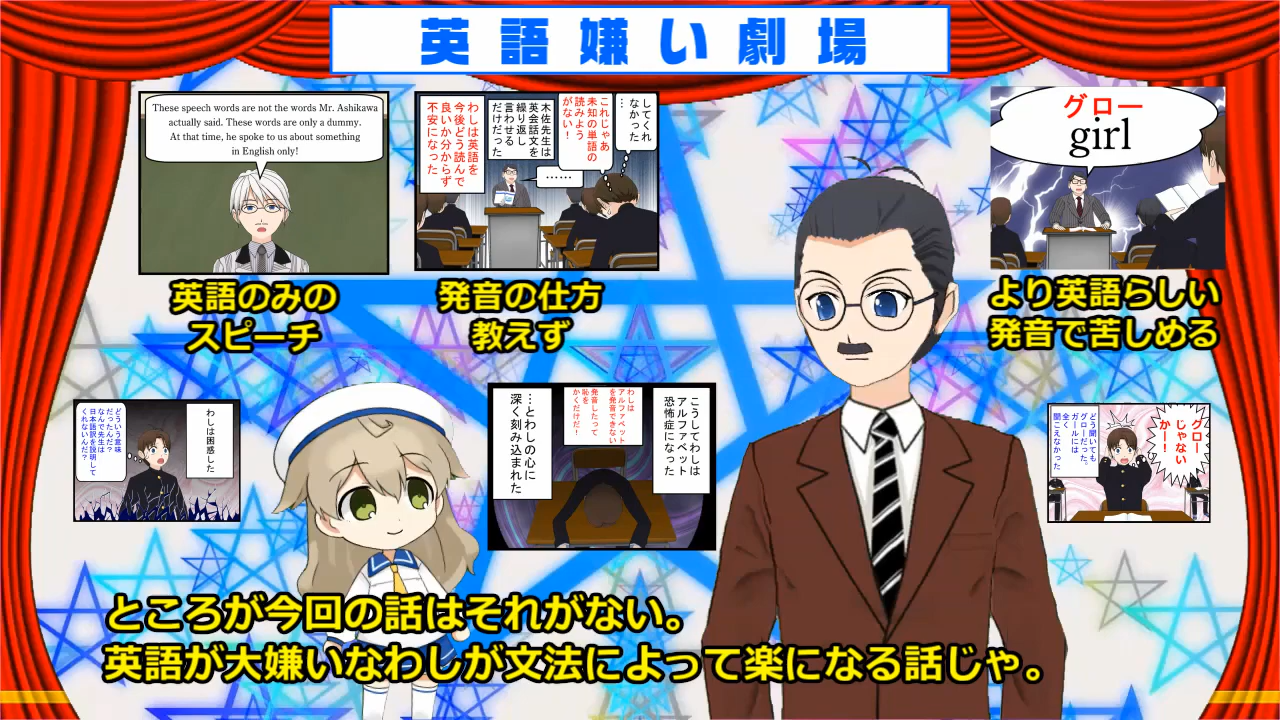 英語嫌い劇場
These speech words are not the words Mr. Ashikawa
actually said. These words are only a dummy.
At that time, he spoke to us about something
in English only!
英語のみの
スピーチ
してくれ
なかった
…
これじゃあ
未知の単語の
読みよう
がない！
木佐先生は
英会話文を
繰り返し
言わせる
だけだった
わしは英語を
今後どう読んで
良いか分からず
不安になった
……
発音の仕方
教えず
グロー
girl
より英語らしい
発音で苦しめる
わしは困惑した
どういう意味
だったんだ？
なんで先生は
日本語訳を説明して
くれないんだ？
こうしてわしは
アルファベット
恐怖症になった
わしは
アルファベット
を発音できない
発音したって
恥を
かくだけだ！
…とわしの心に
深く刻み込まれた
グロー
じゃない
かー！
どう聞いても
グローだった。
ガールには
全く
聞こえなかった
ところが今回の話はそれがない。
英語が大嫌いなわしが文法によって楽になる話じゃ。